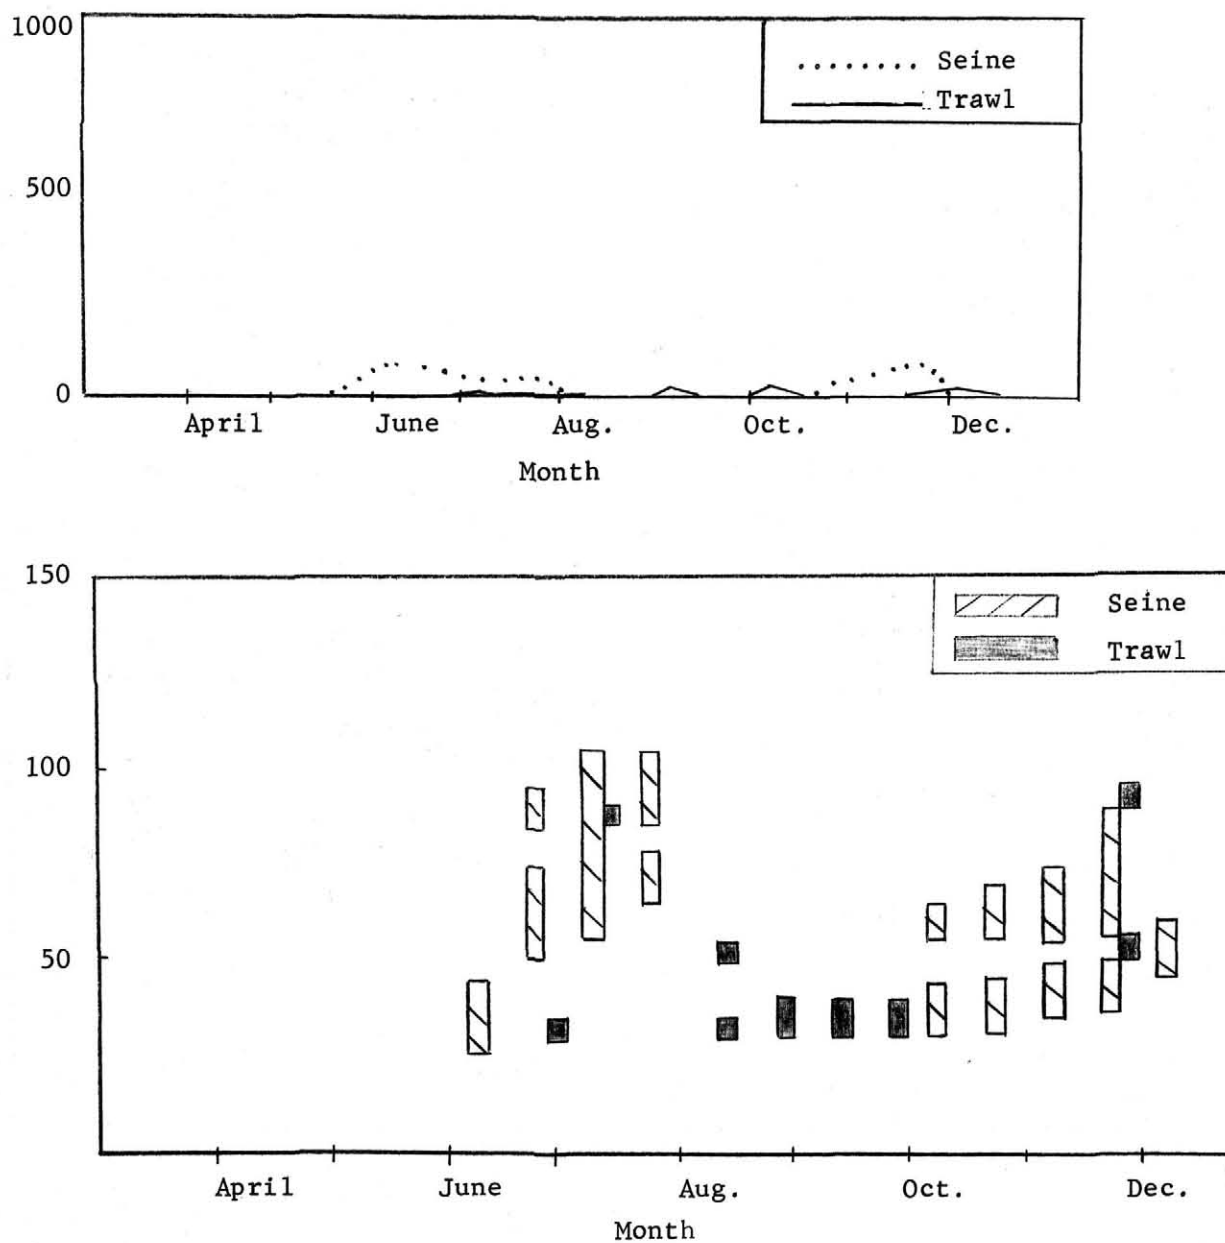 1000
Seine
Trawl
500
0
April June Aug. Oct. Dec.
Month
150
Seine
Trawl
100
50
April June Aug. Oct. Dec.
Month